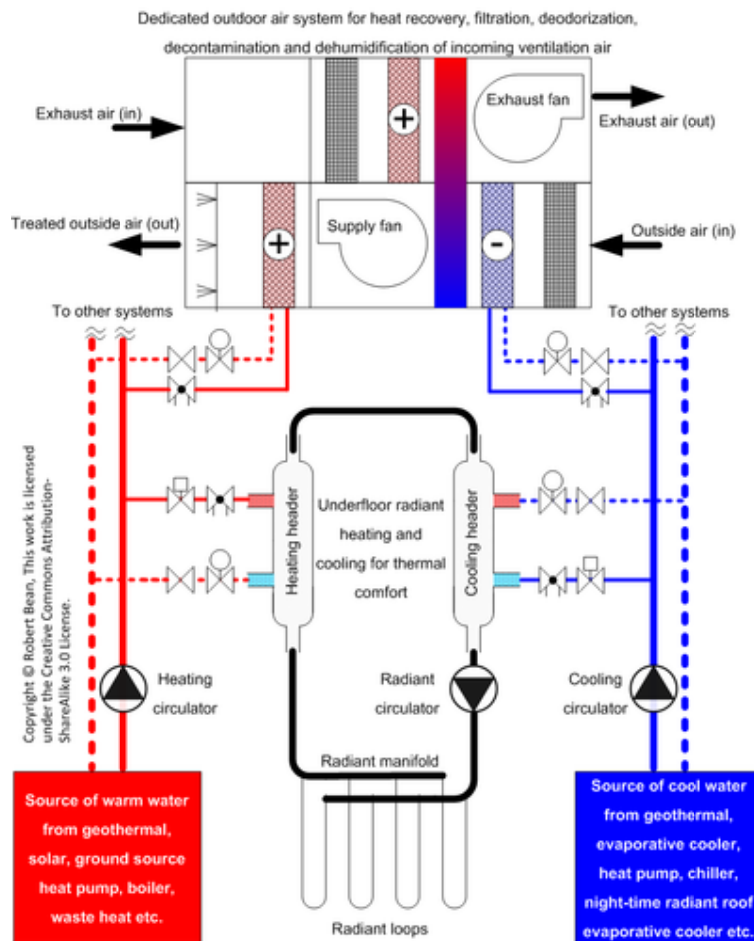 Dedicated outdoor air system for heat recovery, filtration, deodorization,
decontamination and dehumidification of incoming ventilation air
Exhaust air (in)
+
Exhaust fan
Exhaust air (out)
Treated outside air (out)
+
Supply fan
-
Outside air (in)
To other systems
To other systems
Heating header
Underfloor radiant
heating and
cooling for thermal
comfort
Cooling header
Copyright © Robert Bean, This work is licensed
under the Creative Commons Attribution-
ShareAlike 3.0 License.
Heating
circulator
Radiant
circulator
Cooling
circulator
Radiant manifold
Source of warm water
from geothermal,
solar, ground source
heat pump, boiler,
waste heat etc.
Source of cool water
from geothermal,
evaporative cooler,
heat pump, chiller,
night-time radiant roof
evaporative cooler etc.
Radiant loops